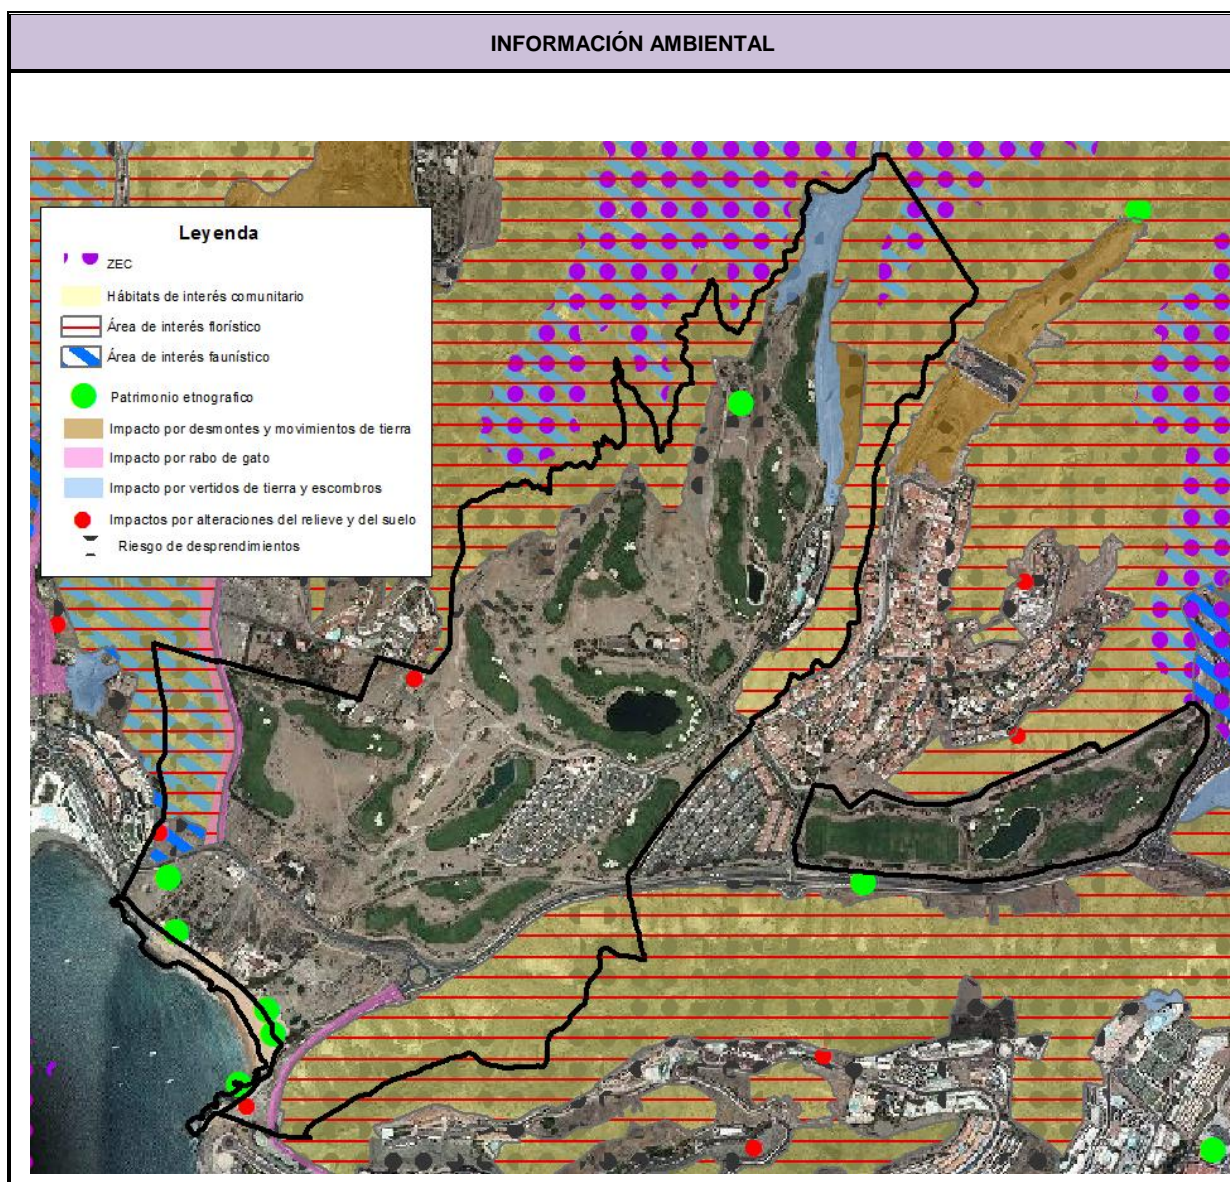 INFORMACIÓN AMBIENTAL
Leyenda
ZEC
Hábitats de interés comunitario
Área de interés florístico
Área de interés faunístico
Patrimonio etnografico
Impacto por desmontes y movimientos de tierra
Impacto por rabo de gato
Impacto por vertidos de tierra y escombros
Impactos por alteraciones del relieve y del suelo
Riesgo de desprendimientos